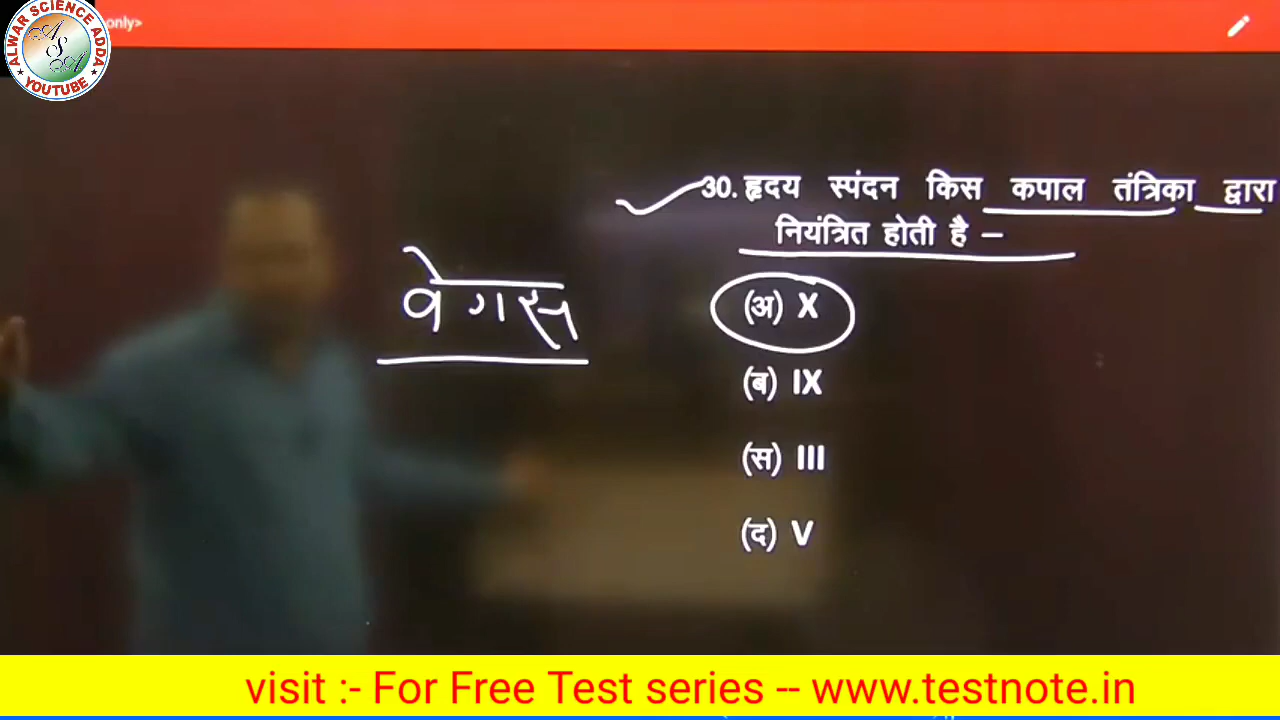 ALWAR SCIENCE ADDA
ASA
YOUTUBE
only>
30. हृदय स्पंदन किस कपाल तंत्रिका द्वारा
नियंत्रित होती है –
वेगस
(अ) X
(ब) IX
(स) III
(द) V
visit :- For Free Test series -- www.testnote.in